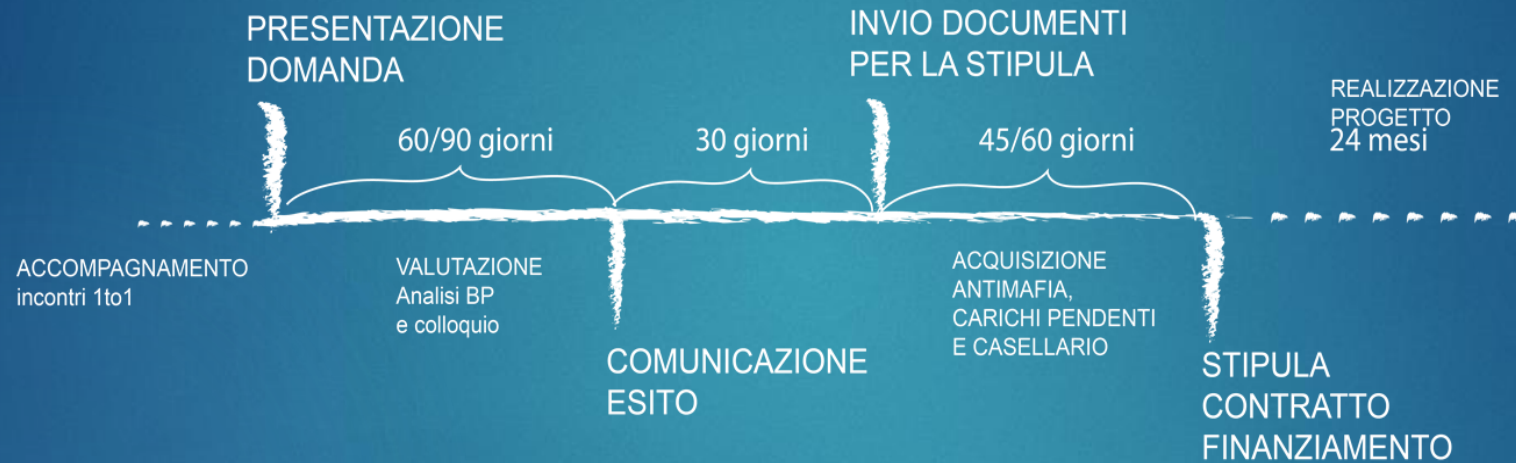 PRESENTAZIONE
DOMANDA
INVIO DOCUMENTI
PER LA STIPULA
REALIZZAZIONE
PROGETTO
24 mesi
60/90 giorni
30 giorni
45/60 giorni
ACCOMPAGNAMENTO
incontri 1to1
VALUTAZIONE
Analisi BP
e colloquio
ACQUISIZIONE
ANTIMAFIA,
CARICHI PENDENTI
E CASELLARIO
COMUNICAZIONE
ESITO
STIPULA
CONTRATTO
FINANZIAMENTO